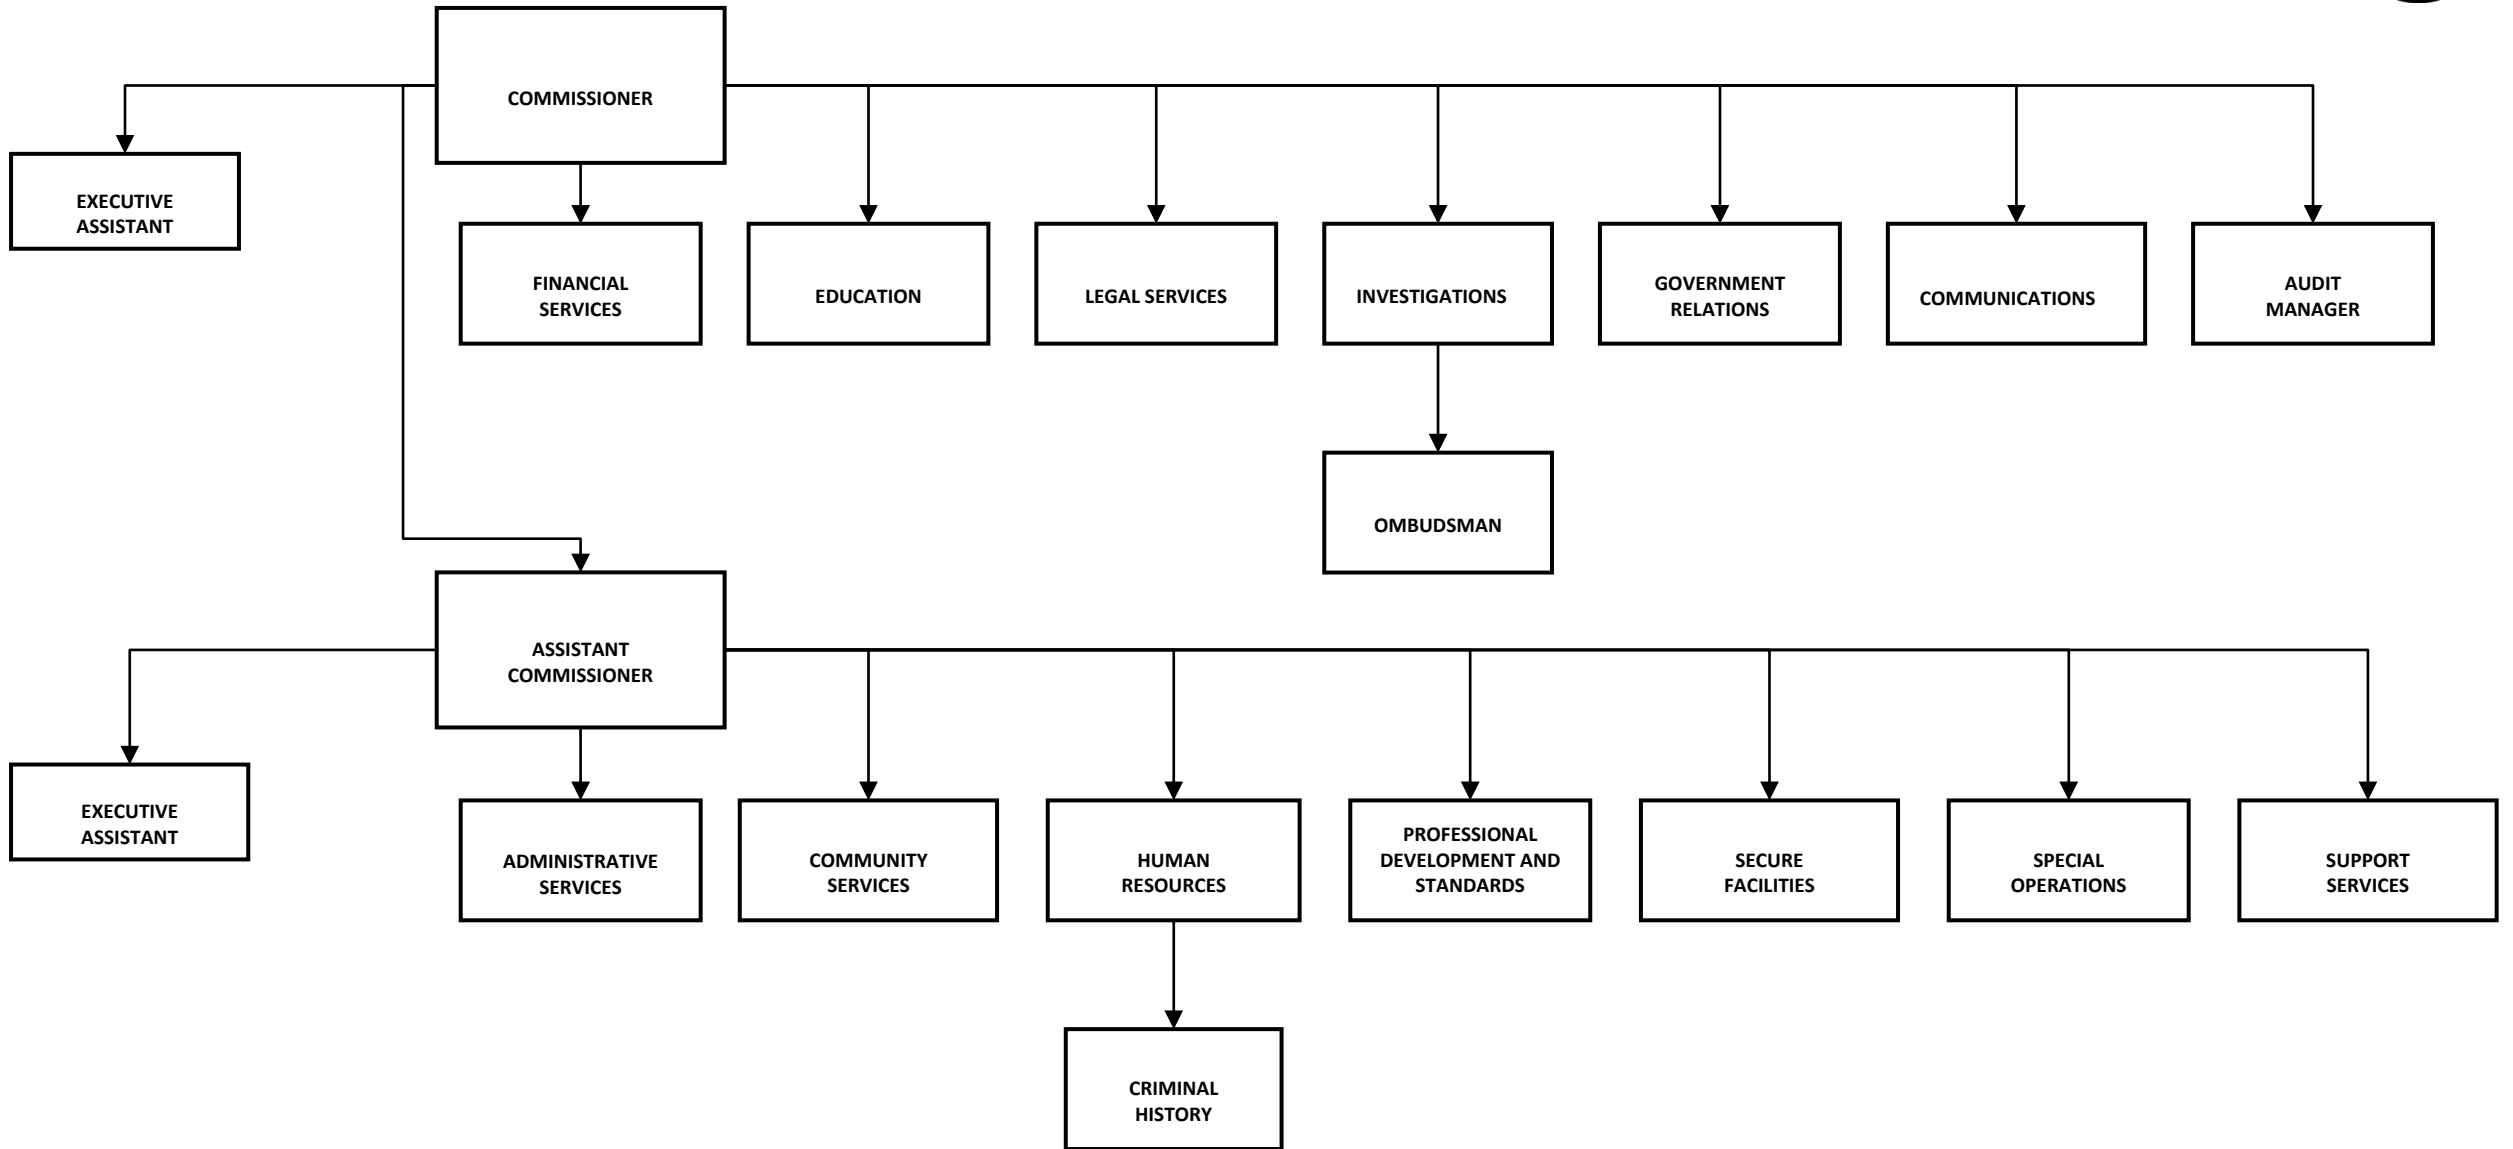 COMMISSIONER
EXECUTIVE
ASSISTANT
FINANCIAL
SERVICES
EDUCATION
LEGAL SERVICES
INVESTIGATIONS
GOVERNMENT
RELATIONS
COMMUNICATIONS
AUDIT
MANAGER
OMBUDSMAN
ASSISTANT
COMMISSIONER
EXECUTIVE
ASSISTANT
ADMINISTRATIVE
SERVICES
COMMUNITY
SERVICES
HUMAN
RESOURCES
PROFESSIONAL
DEVELOPMENT AND
STANDARDS
SECURE
FACILITIES
SPECIAL
OPERATIONS
SUPPORT
SERVICES
CRIMINAL
HISTORY